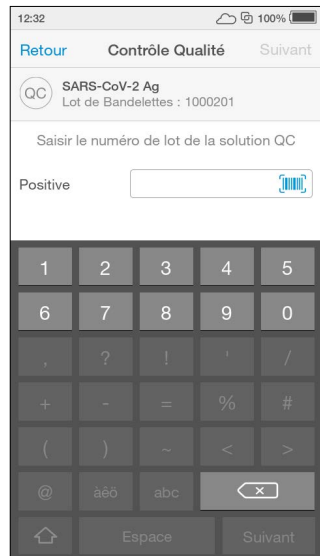 12:32 100%
Retour Contrôle Qualité Suivant
QC SARS-CoV-2 Ag
Lot de Bandelettes : 1000201
Saisir le numéro de lot de la solution QC
Positive
1 2 3 4 5
6 7 8 9 0
, ? ! ' /
+ - = % #
( ) ~ < >
@ àêö abc
Espace Suivant